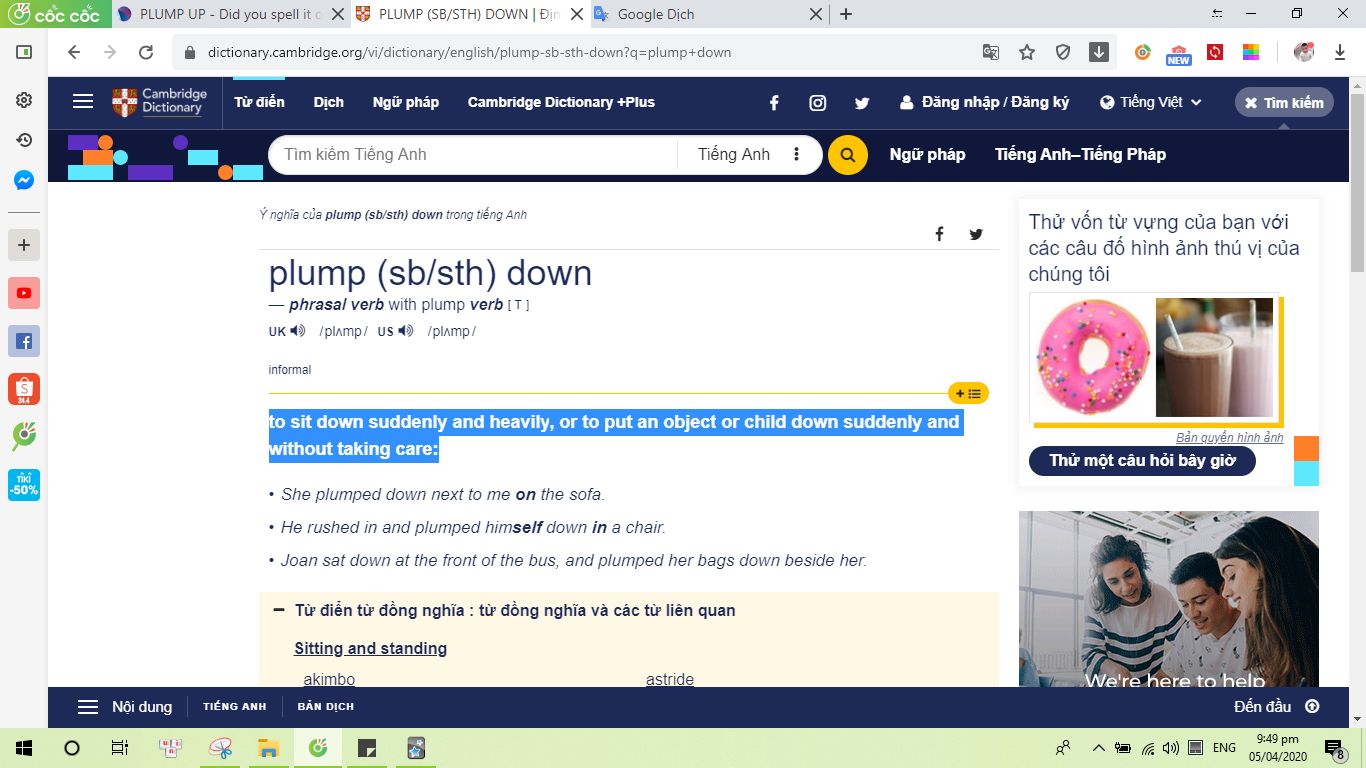 cốc cốc
PLUMP UP - Did you spell it c
PLUMP (SB/STH) DOWN | Địn
Google Dịch
dictionary.cambridge.org/vi/dictionary/english/plump-sb-sth-down?q=plump+down
NEW
Cambridge
Dictionary
Từ điển
Dịch
Ngữ pháp
Cambridge Dictionary +Plus
Đăng nhập / Đăng ký
Tiếng Việt
Tìm kiếm
Tìm kiếm Tiếng Anh
Tiếng Anh
Ngữ pháp
Tiếng Anh–Tiếng Pháp
Ý nghĩa của plump (sb/sth) down trong tiếng Anh
plump (sb/sth) down
— phrasal verb with plump verb [ T ]
UK /plʌmp/ US /plʌmp/
informal
to sit down suddenly and heavily, or to put an object or child down suddenly and
without taking care:
• She plumped down next to me on the sofa.
• He rushed in and plumped himself down in a chair.
• Joan sat down at the front of the bus, and plumped her bags down beside her.
Từ điển từ đồng nghĩa : từ đồng nghĩa và các từ liên quan
Sitting and standing
akimbo
astride
Thử vốn từ vựng của bạn với
các câu đố hình ảnh thú vị của
chúng tôi
Bản quyền hình ảnh
Thử một câu hỏi bây giờ
We're here to help
S
24.4
TIKI
-50%
Nội dung
TIẾNG ANH
BẢN DỊCH
Đến đầu
ENG
9:49 pm
05/04/2020
8